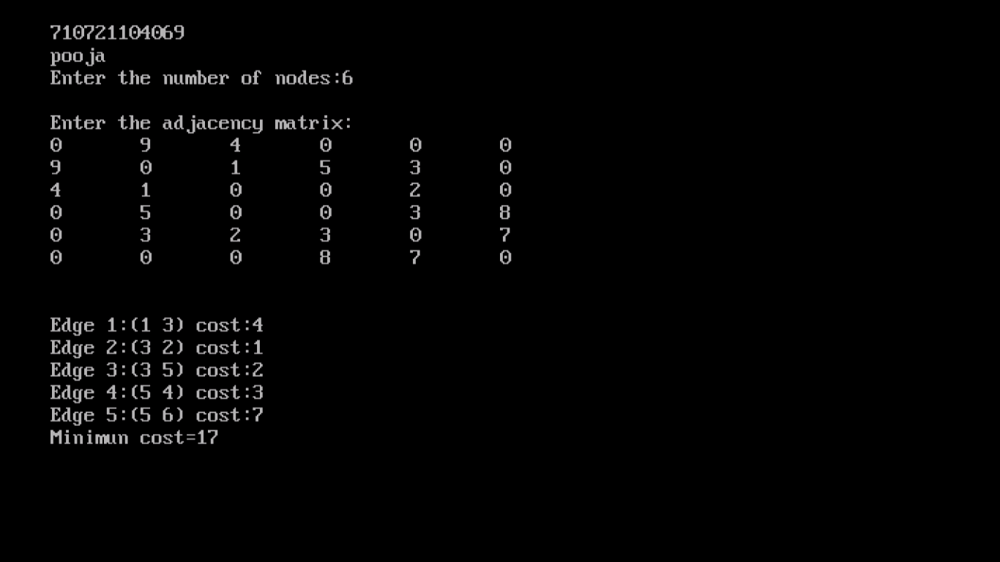 710721104069
pooja
Enter the number of nodes:6
Enter the adjacency matrix:
0 9 4 0 0 0
9 0 1 5 3 0
4 1 0 0 2 0
0 5 0 0 3 8
0 3 2 3 0 7
0 0 0 8 7 0
Edge 1:(1 3) cost:4
Edge 2:(3 2) cost:1
Edge 3:(3 5) cost:2
Edge 4:(5 4) cost:3
Edge 5:(5 6) cost:7
Minimun cost=17